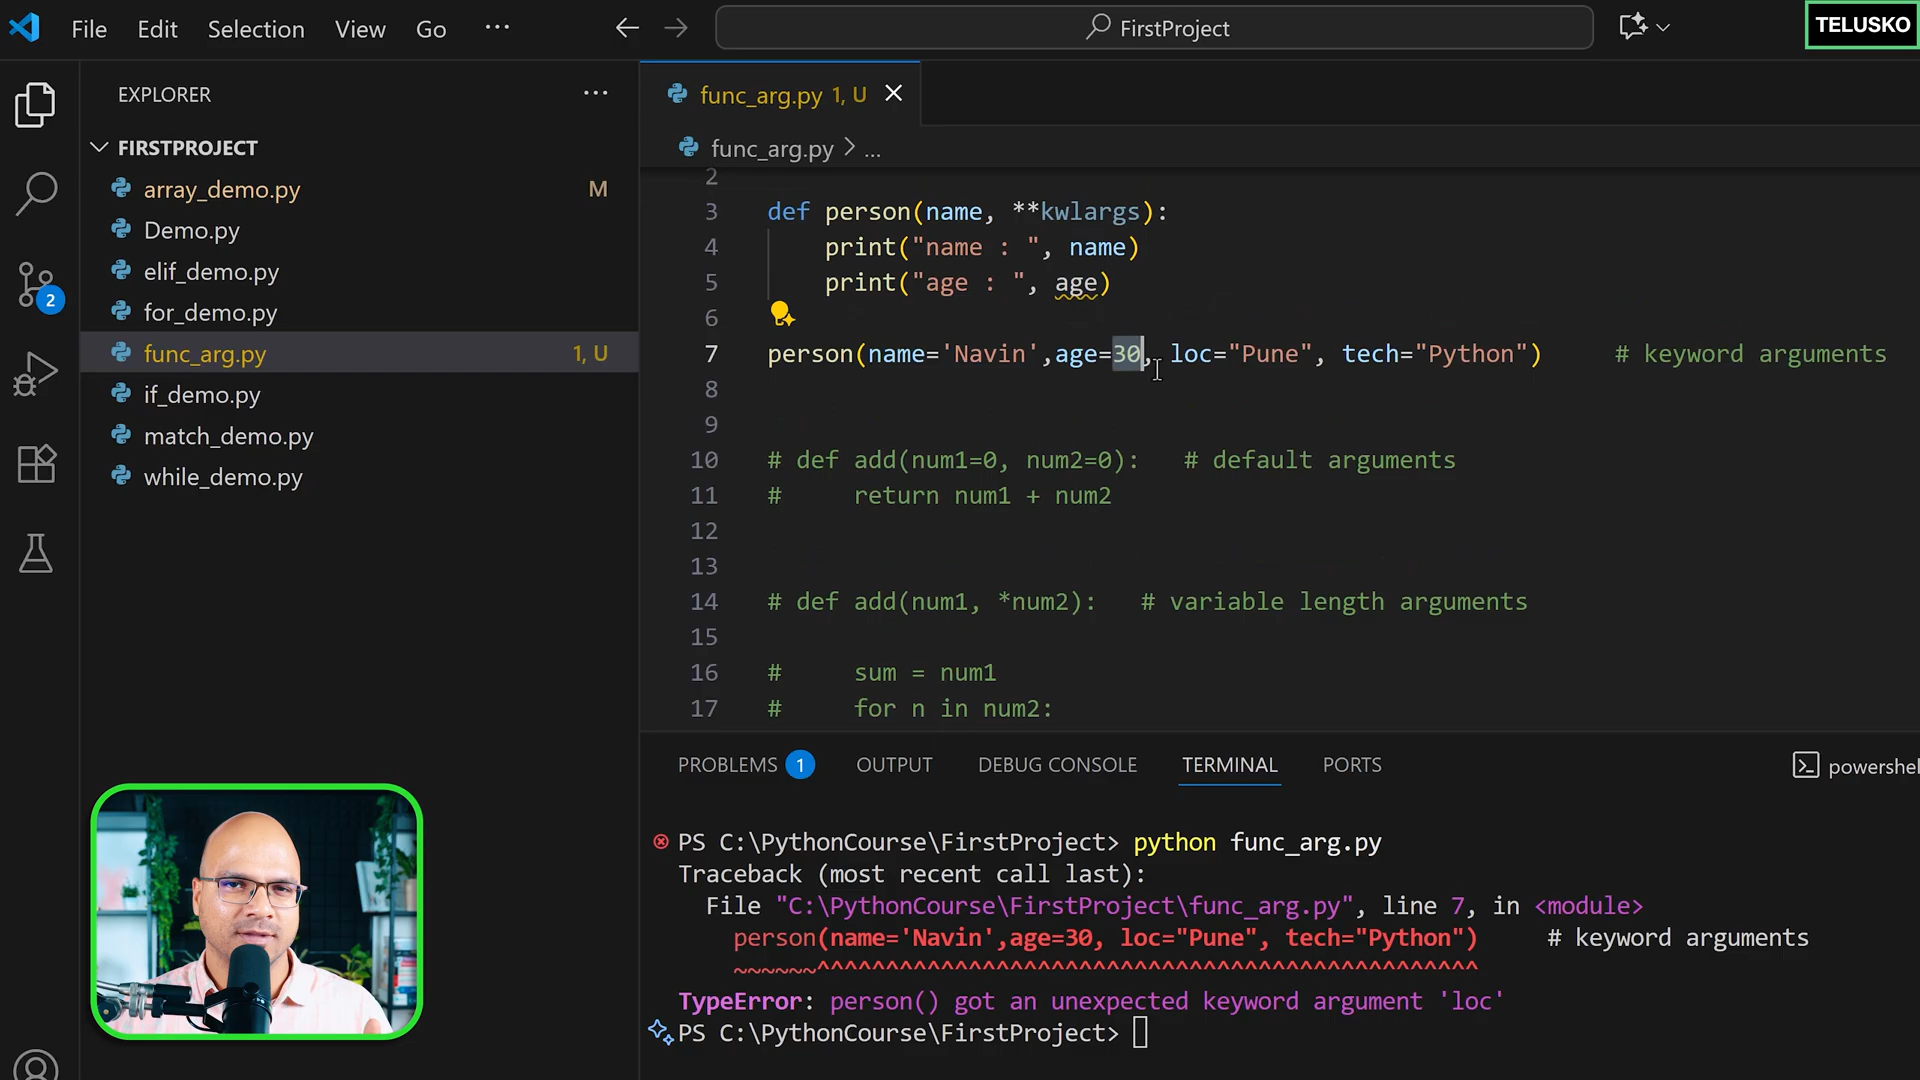 File Edit Selection View Go ...
FirstProject
TELUSKO
EXPLORER ...
FIRSTPROJECT
array_demo.py M
Demo.py
elif_demo.py
for_demo.py
func_arg.py 1, U
if_demo.py
match_demo.py
while_demo.py
2
func_arg.py 1, U
func_arg.py > ...
2
3 def person(name, **kwlargs):
4 print("name : ", name)
5 print("age : ", age)
6
7 person(name='Navin',age=30, loc="Pune", tech="Python") # keyword arguments
8
9
10 # def add(num1=0, num2=0): # default arguments
11 # return num1 + num2
12
13
14 # def add(num1, *num2): # variable length arguments
15
16 # sum = num1
17 # for n in num2:
PROBLEMS 1 OUTPUT DEBUG CONSOLE TERMINAL PORTS
powershel
PS C:\PythonCourse\FirstProject> python func_arg.py
Traceback (most recent call last):
File "C:\PythonCourse\FirstProject\func_arg.py", line 7, in <module>
person(name='Navin',age=30, loc="Pune", tech="Python") # keyword arguments
~~~~~~^^^^^^^^^^^^^^^^^^^^^^^^^^^^^^^^^^^^^^^^^^^^^^^^
TypeError: person() got an unexpected keyword argument 'loc'
PS C:\PythonCourse\FirstProject>